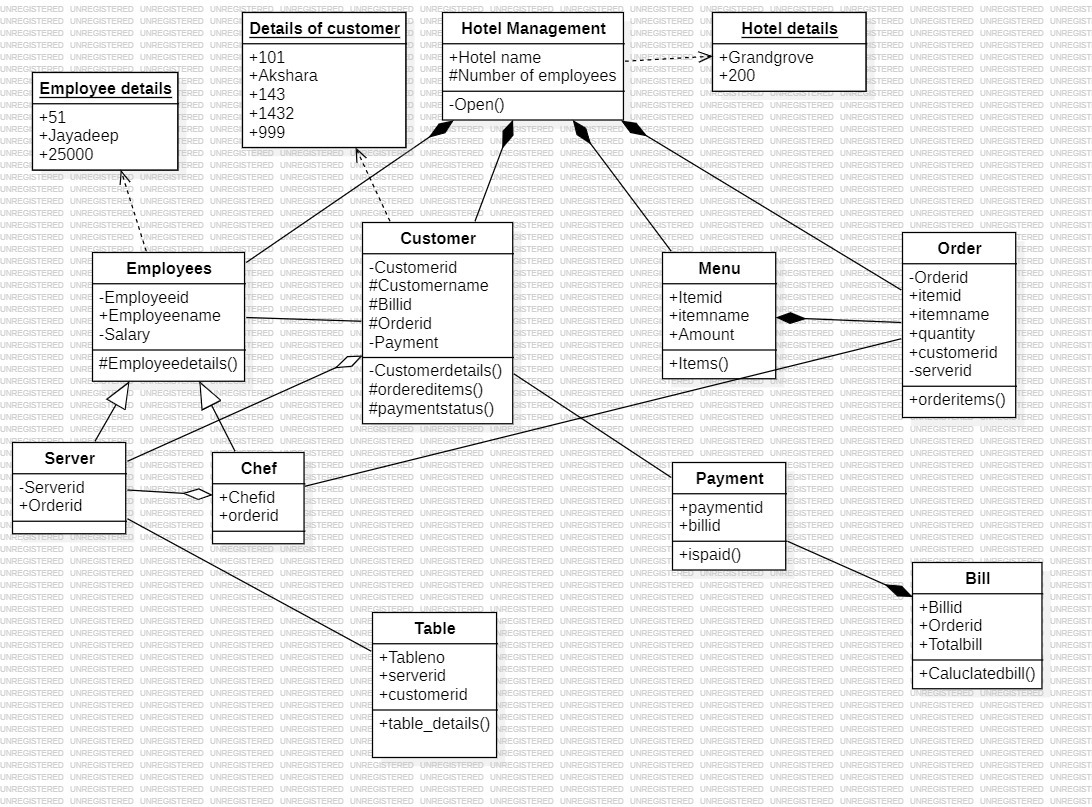 Details of customer
+101
+Akshara
+143
+1432
+999
Hotel Management
+Hotel name
#Number of employees
-Open()
Hotel details
+Grandgrove
+200
Employee details
+51
+Jayadeep
+25000
Employees
-Employeeid
+Employeename
-Salary
#Employeedetails()
Customer
-Customerid
#Customername
#Billid
#Orderid
-Payment
-Customerdetails()
#ordereditems()
#paymentstatus()
Menu
+Itemid
+itemname
+Amount
+Items()
Order
-Orderid
+itemid
+itemname
+quantity
+customerid
-serverid
+orderitems()
Server
-Serverid
+Orderid
Chef
+Chefid
+orderid
Payment
+paymentid
+billid
+ispaid()
Bill
+Billid
+Orderid
+Totalbill
+Caluclatedbill()
Table
+Tableno
+serverid
+customerid
+table_details()
UNREGISTERED